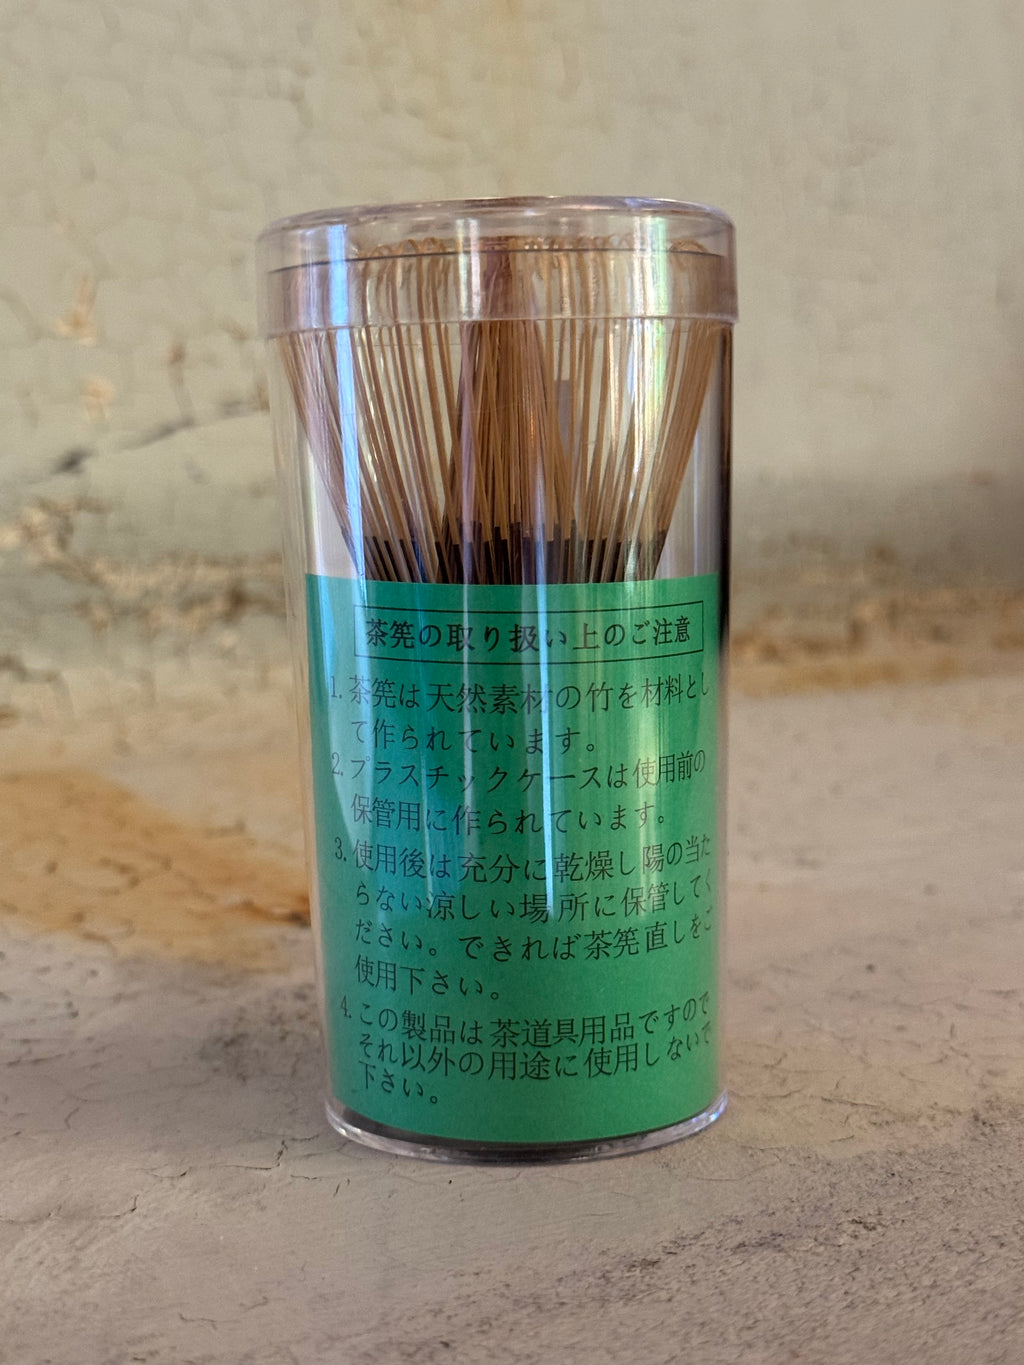 茶筅の取り扱い上のご注意
1. 茶筅は天然素材の竹を材料とし
て作られています。
2. プラスチックケースは使用前の
保管用に作られています。
3. 使用後は充分に乾燥し陽の当た
らない涼しい場所に保管してく
ださい。できれば茶筅直しをご
使用下さい。
4. この製品は茶道具用品ですので
それ以外の用途に使用しないで
下さい。